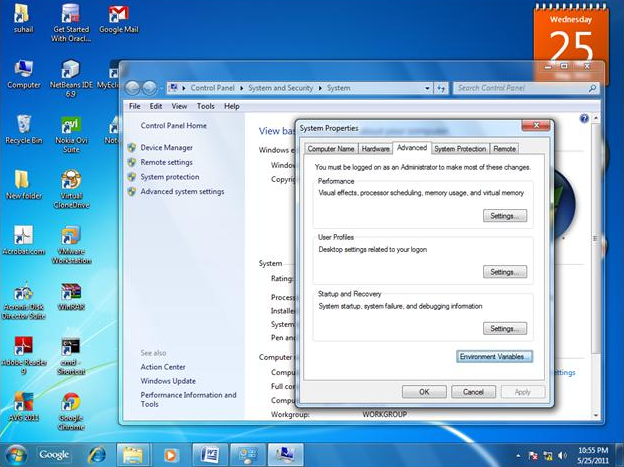 suhail
Get Started
With Oracl...
Google Mail
Computer
NetBeans IDE
6.9
MyEcl
Recycle Bin
Nokia Ovi
Suite
New folder
Virtual
CloneDrive
Acrobat.com
VMware
Workstation
Acronis Disk
Director Suite
WinRAR
Adobe Reader
9
cmd -
Shortcut
AVG 2011
Google
Chrome
Wednesday
25
Control Panel
System and Security
System
Search Control Panel
File Edit View Tools Help
Control Panel Home
Device Manager
Remote settings
System protection
Advanced system settings
See also
Action Center
Windows Update
Performance Information and
Tools
View bas
Windows e
Window
Copyrig
System
Rating:
Process
Installe
System
Pen and
Computer n
Compu
Full con
Compu
Workgroup: WORKGROUP
ettings
System Properties
Computer Name Hardware Advanced System Protection Remote
You must be logged on as an Administrator to make most of these changes.
Performance
Visual effects, processor scheduling, memory usage, and virtual memory
Settings...
User Profiles
Desktop settings related to your logon
Settings...
Startup and Recovery
System startup, system failure, and debugging information
Settings...
Environment Variables...
OK Cancel Apply
Google
10:55 PM
5/25/2011